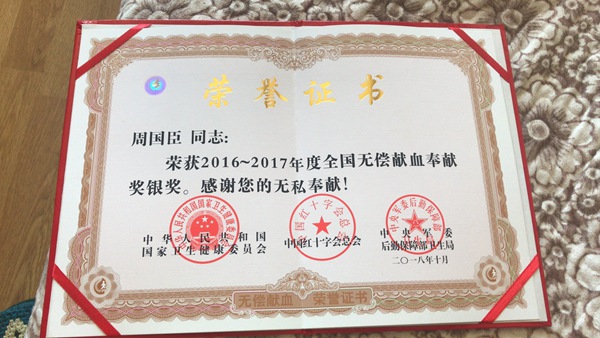 荣誉证书
周国臣 同志:
荣获2016~2017年度全国无偿献血奉献
奖银奖。感谢您的无私奉献!
中华人民共和国
国家卫生健康委员会
中国红十字会总会
中央军委
后勤保障部卫生局
二〇一八年十月
无偿献血 荣誉证书